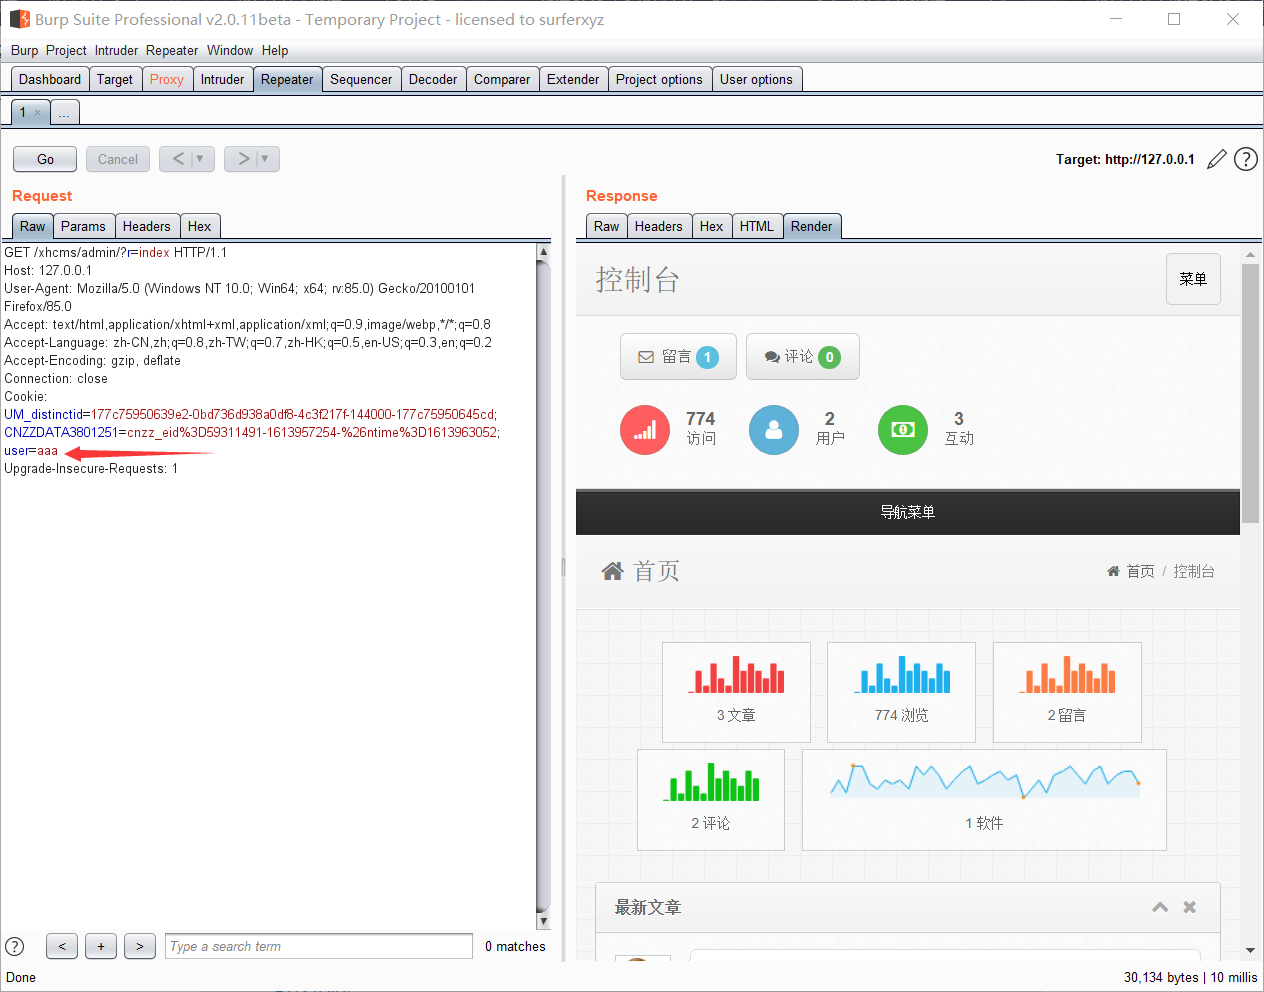 Burp Suite Professional v2.0.11beta - Temporary Project - licensed to surferxyz
Burp Project Intruder Repeater Window Help
Dashboard Target Proxy Intruder Repeater Sequencer Decoder Comparer Extender Project options User options
1 × ...
Go Cancel < > Target: http://127.0.0.1 ?
Request
Raw Params Headers Hex
GET /xhcms/admin/?r=index HTTP/1.1
Host: 127.0.0.1
User-Agent: Mozilla/5.0 (Windows NT 10.0; Win64; x64; rv:85.0) Gecko/20100101
Firefox/85.0
Accept: text/html,application/xhtml+xml,application/xml;q=0.9,image/webp,*/*;q=0.8
Accept-Language: zh-CN,zh;q=0.8,zh-TW;q=0.7,zh-HK;q=0.5,en-US;q=0.3,en;q=0.2
Accept-Encoding: gzip, deflate
Connection: close
Cookie:
UM_distinctid=177c75950639e2-0bd736d938a0df8-4c3f217f-144000-177c75950645cd;
CNZZDATA3801251=cnzz_eid%3D59311491-1613957254-%26ntime%3D1613963052;
user=aaa
Upgrade-Insecure-Requests: 1
? < + > Type a search term 0 matches
Response
Raw Headers Hex HTML Render
控制台 菜单
留言 1 评论 0
774 2 3
访问 用户 互动
导航菜单
首页 首页 / 控制台
3 文章 774 浏览 2 留言
2 评论 1 软件
最新文章
Done 30,134 bytes | 10 millis